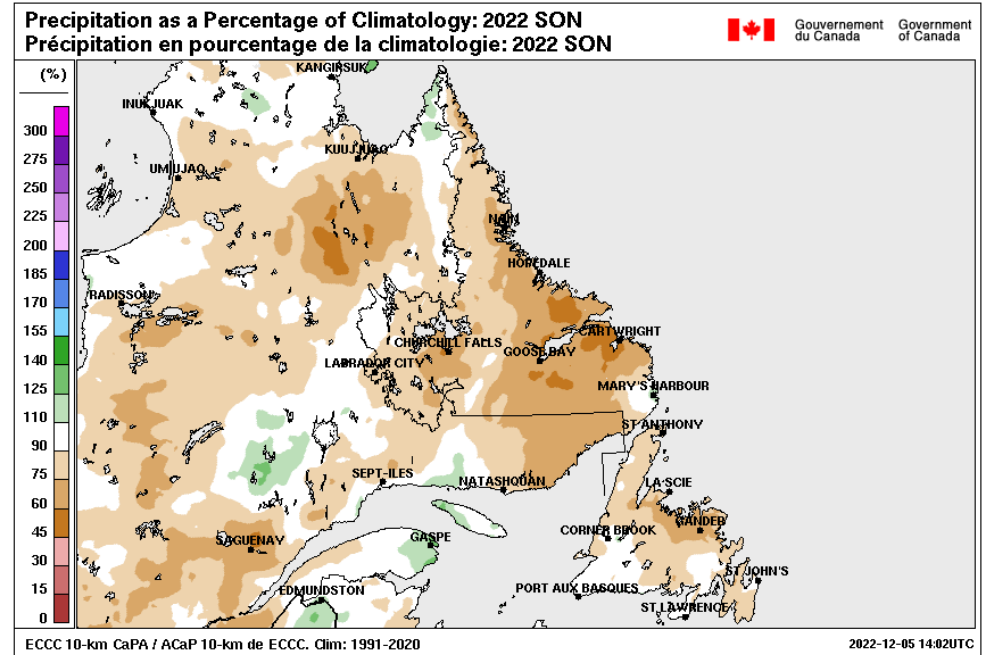 Precipitation as a Percentage of Climatology: 2022 SON
Précipitation en pourcentage de la climatologie: 2022 SON
Gouvernement du Canada
Government of Canada
(%)
300
275
250
225
200
185
170
155
140
125
110
90
75
60
45
30
15
0
KANGIRSUK
INUKJUAK
KUUJJUAQ
UMIUJAQ
NAIN
HOPEDALE
RADISSON
CARTWRIGHT
CHURCHILL FALLS
GOOSE BAY
LABRADOR CITY
MARY'S HARBOUR
ST ANTHONY
SEPT-ILES
NATASHQUAN
LA SCIE
GANDER
CORNER BROOK
SAGUENAY
GASPE
ST JOHN'S
EDMUNDSTON
PORT AUX BASQUES
ST LAWRENCE
ECCC 10-km CaPA / ACaP 10-km de ECCC. Clim: 1991-2020
2022-12-05 14:02UTC